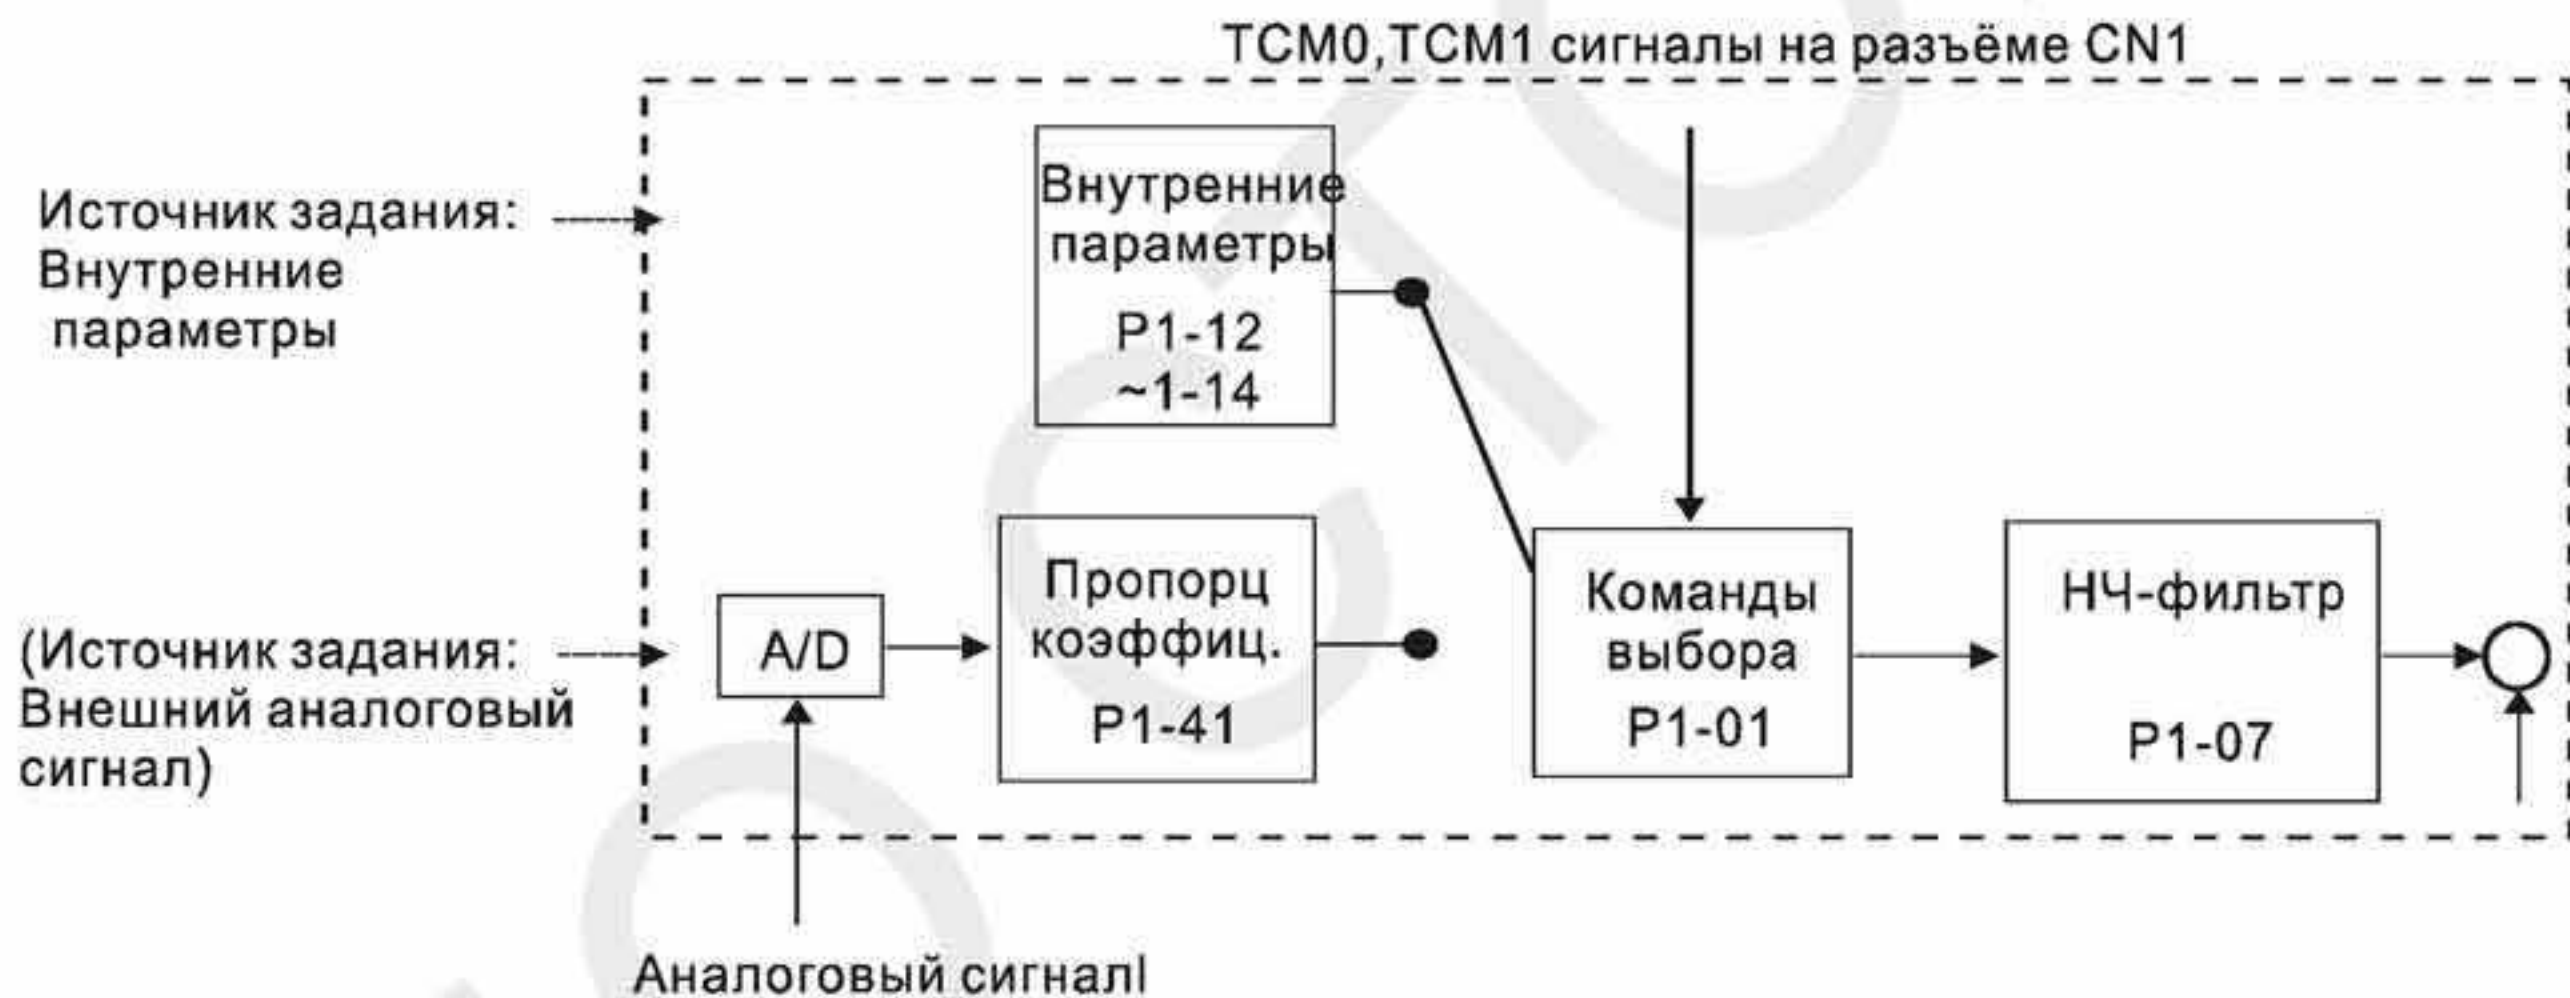 TCM0,TCM1 сигналы на разъёме CN1
Источник задания:
Внутренние
параметры
Внутренние
параметры
P1-12
~1-14
(Источник задания:
Внешний аналоговый
сигнал)
A/D
Пропорц
коэффиц.
P1-41
Команды
выбора
P1-01
НЧ-фильтр
P1-07
Аналоговый сигналI